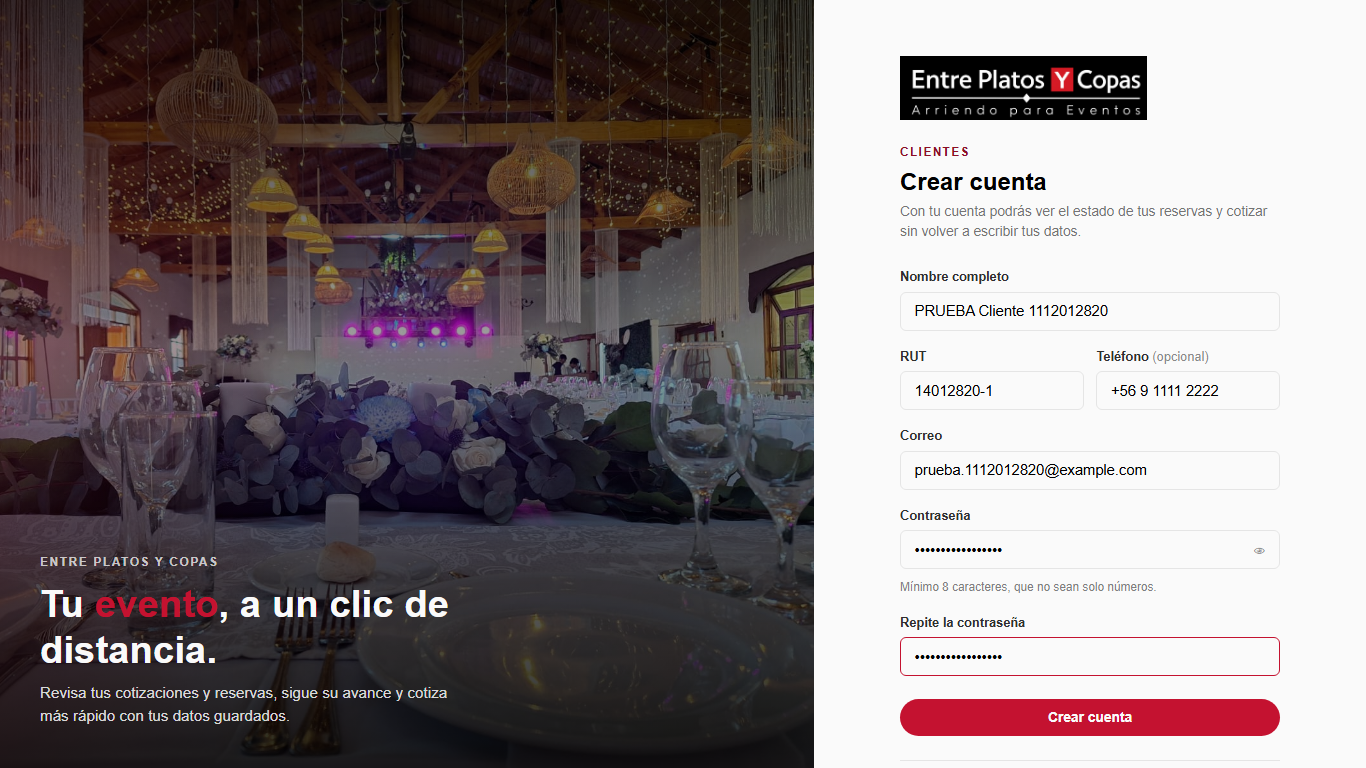 ENTRE PLATOS Y COPAS
Tu evento, a un clic de
distancia.
Revisa tus cotizaciones y reservas, sigue su avance y cotiza
más rápido con tus datos guardados.
Entre Platos Y Copas
Arriendo para Eventos
CLIENTES
Crear cuenta
Con tu cuenta podrás ver el estado de tus reservas y cotizar
sin volver a escribir tus datos.
Nombre completo
PRUEBA Cliente 1112012820
RUT
Teléfono (opcional)
14012820-1
+56 9 1111 2222
Correo
prueba.1112012820@example.com
Contraseña
•••••••••••••••••
Mínimo 8 caracteres, que no sean solo números.
Repite la contraseña
•••••••••••••••••
Crear cuenta